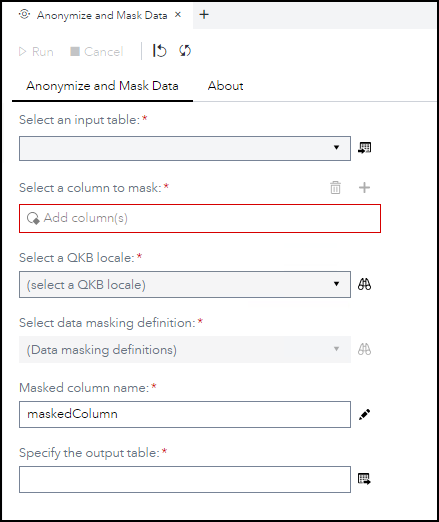 Anonymize and Mask Data × +
Run Cancel
Anonymize and Mask Data About
Select an input table: *
Select a column to mask: *
Add column(s)
Select a QKB locale: *
(select a QKB locale)
Select data masking definition: *
(Data masking definitions)
Masked column name: *
maskedColumn
Specify the output table: *